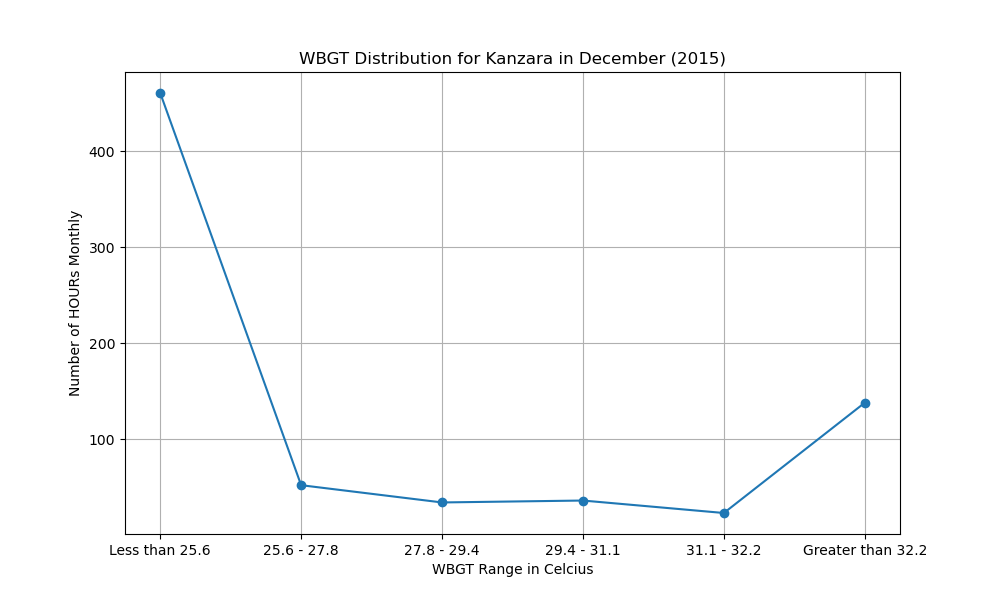 WBGT Distribution for Kanzara in December (2015)
Number of HOURs Monthly
400
300
200
100
Less than 25.6
25.6 - 27.8
27.8 - 29.4
29.4 - 31.1
31.1 - 32.2
Greater than 32.2
WBGT Range in Celcius